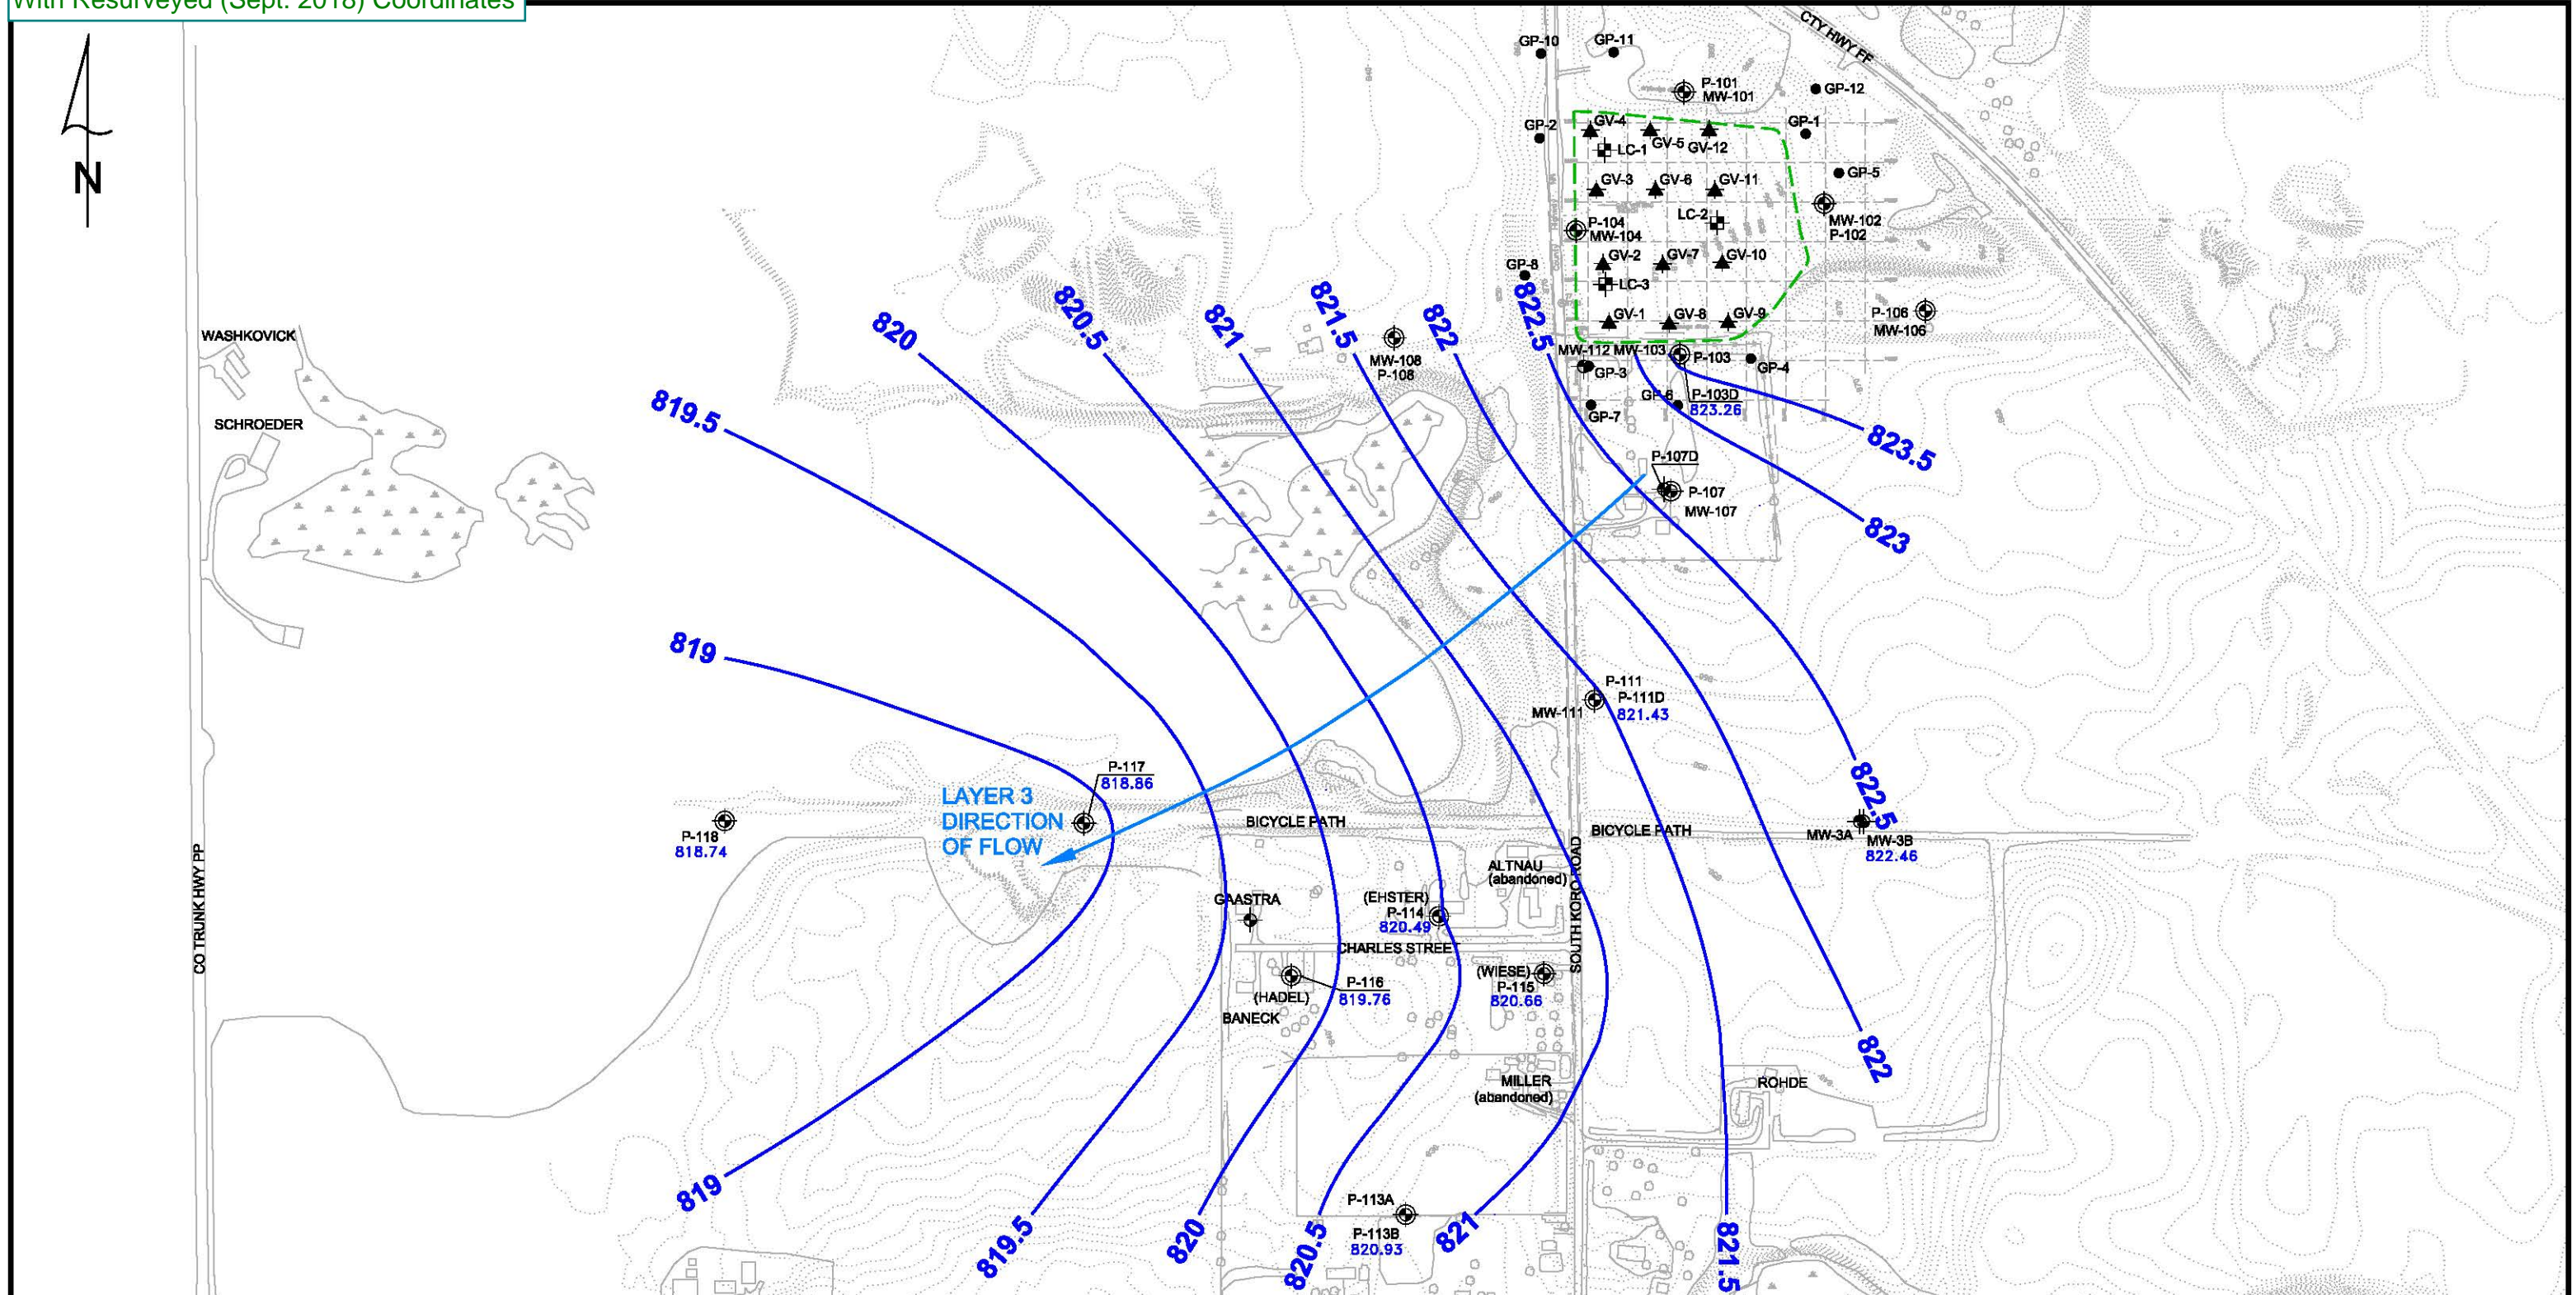 With Resurveyed (Sept. 2018) Coordinates
N
CTY HWY FF
GP-10
GP-11
P-101
MW-101
GP-12
GP-2
GV-4
GP-1
GV-5
GV-12
LC-1
GP-5
GV-3
GV-6
GV-11
P-104
MW-104
LC-2
MW-102
P-102
GV-2
GV-7
GV-10
GP-8
LC-3
P-106
MW-106
GV-1
GV-8
GV-9
820
820.5
821
821.5
822
822.5
WASHKOVICK
MW-108
P-108
MW-112
MW-103
P-103
GP-3
GP-4
GP-6
P-103D
823.26
GP-7
819.5
SCHROEDER
823.5
P-107D
P-107
MW-107
823
819
P-111
P-111D
821.43
MW-111
P-117
818.86
LAYER 3
DIRECTION
OF FLOW
822.5
BICYCLE PATH
BICYCLE PATH
P-118
818.74
MW-3A
MW-3B
822.46
CO TRUNK HWY PP
SOUTH KORO ROAD
ALTNAU
(abandoned)
GAASTRA
(EHSTER)
P-114
820.49
CHARLES STREET
(WIESE)
P-115
820.66
P-116
819.76
(HADEL)
BANECK
822
MILLER
(abandoned)
ROHDE
819
P-113A
P-113B
820.93
819.5
820
820.5
821
821.5